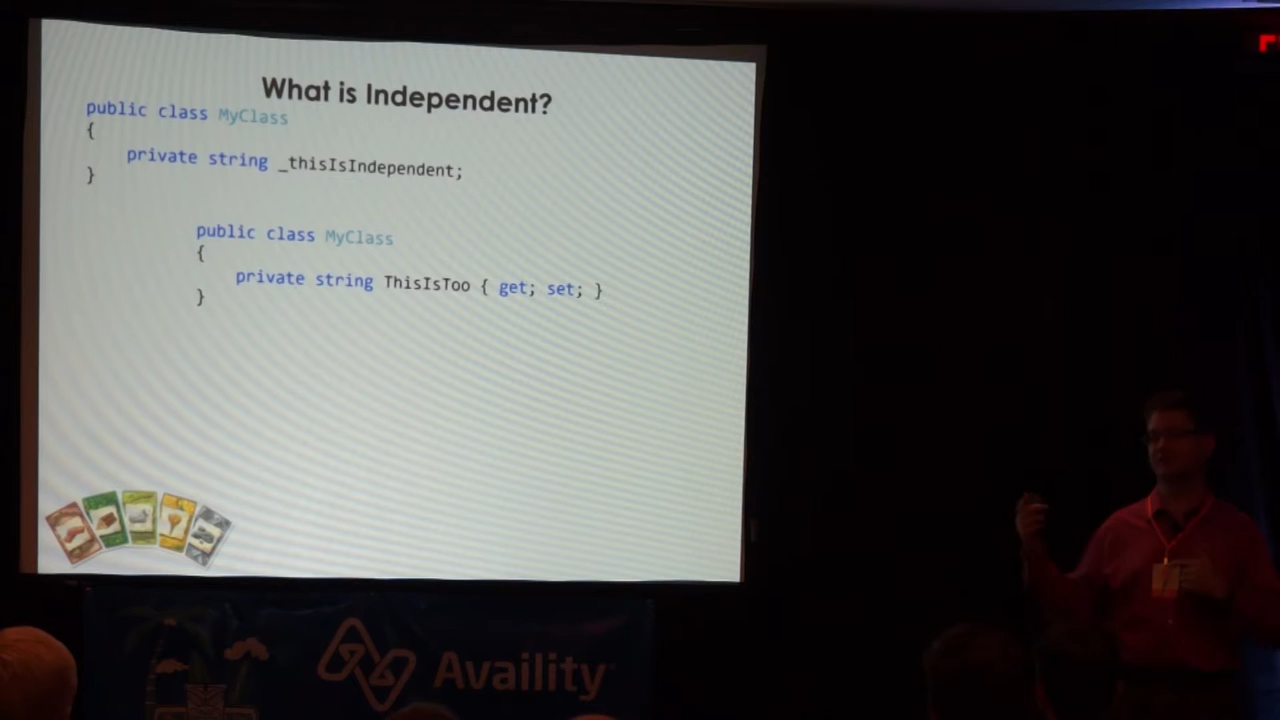 What is Independent?
public class MyClass
{
private string _thisIsIndependent;
}
public class MyClass
{
private string ThisIsToo { get; set; }
}
Availity